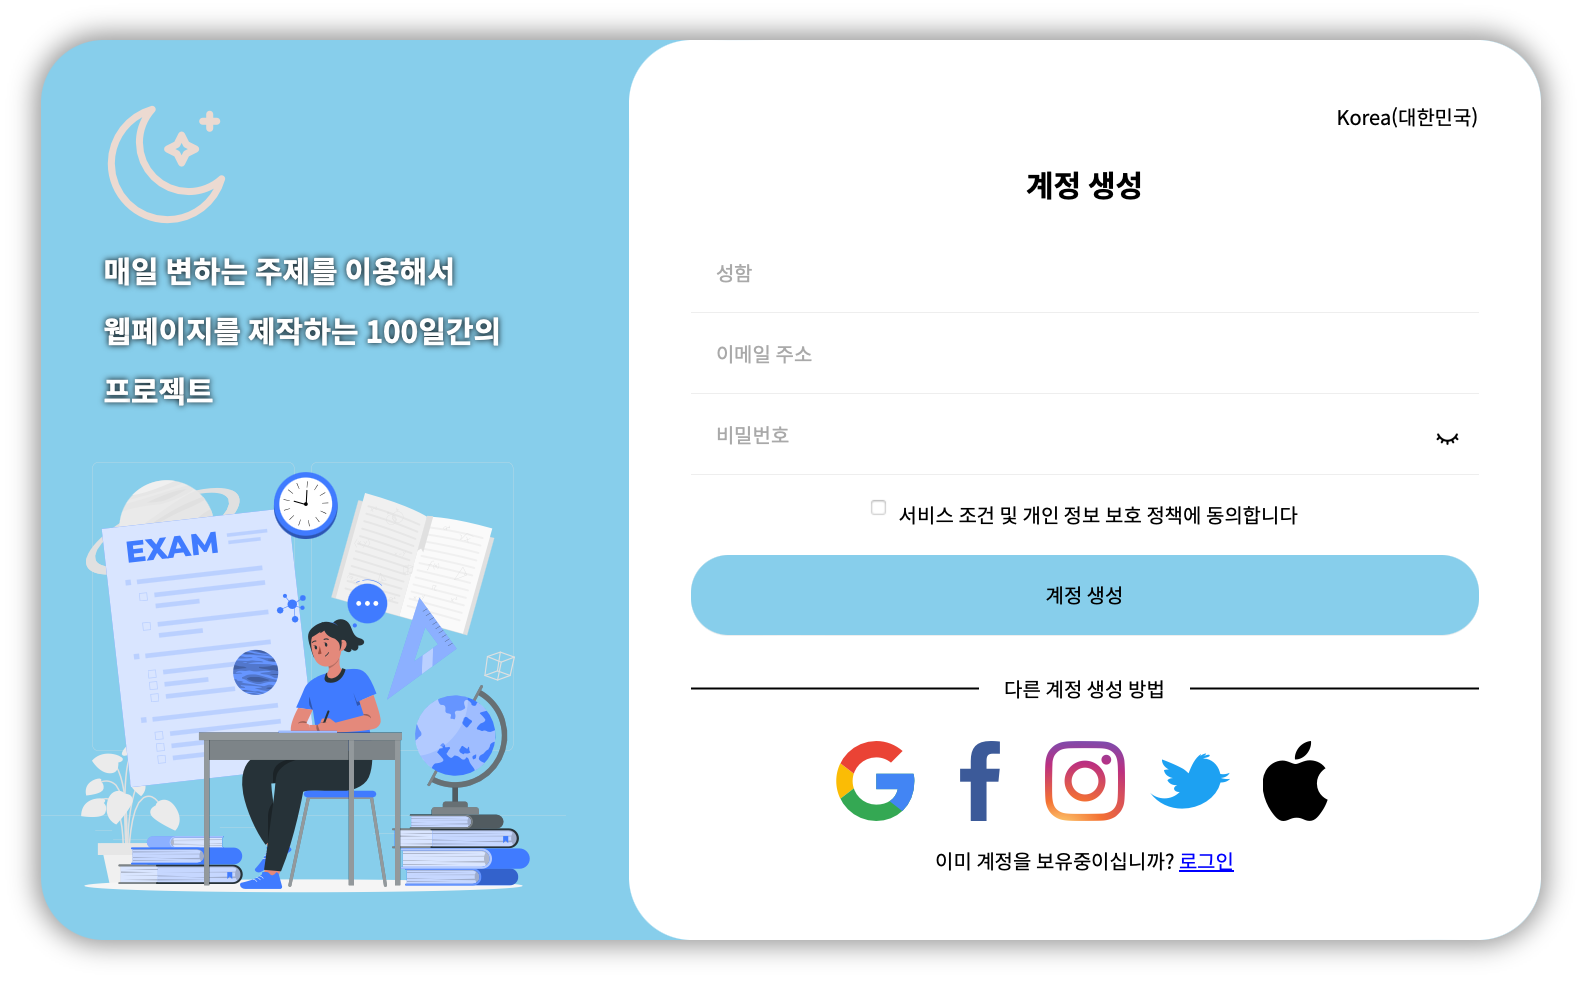 매일 변하는 주제를 이용해서
웹페이지를 제작하는 100일간의
프로젝트
EXAM
Korea(대한민국)
계정 생성
성함
이메일 주소
비밀번호
서비스 조건 및 개인 정보 보호 정책에 동의합니다
계정 생성
다른 계정 생성 방법
이미 계정을 보유중이십니까? 로그인